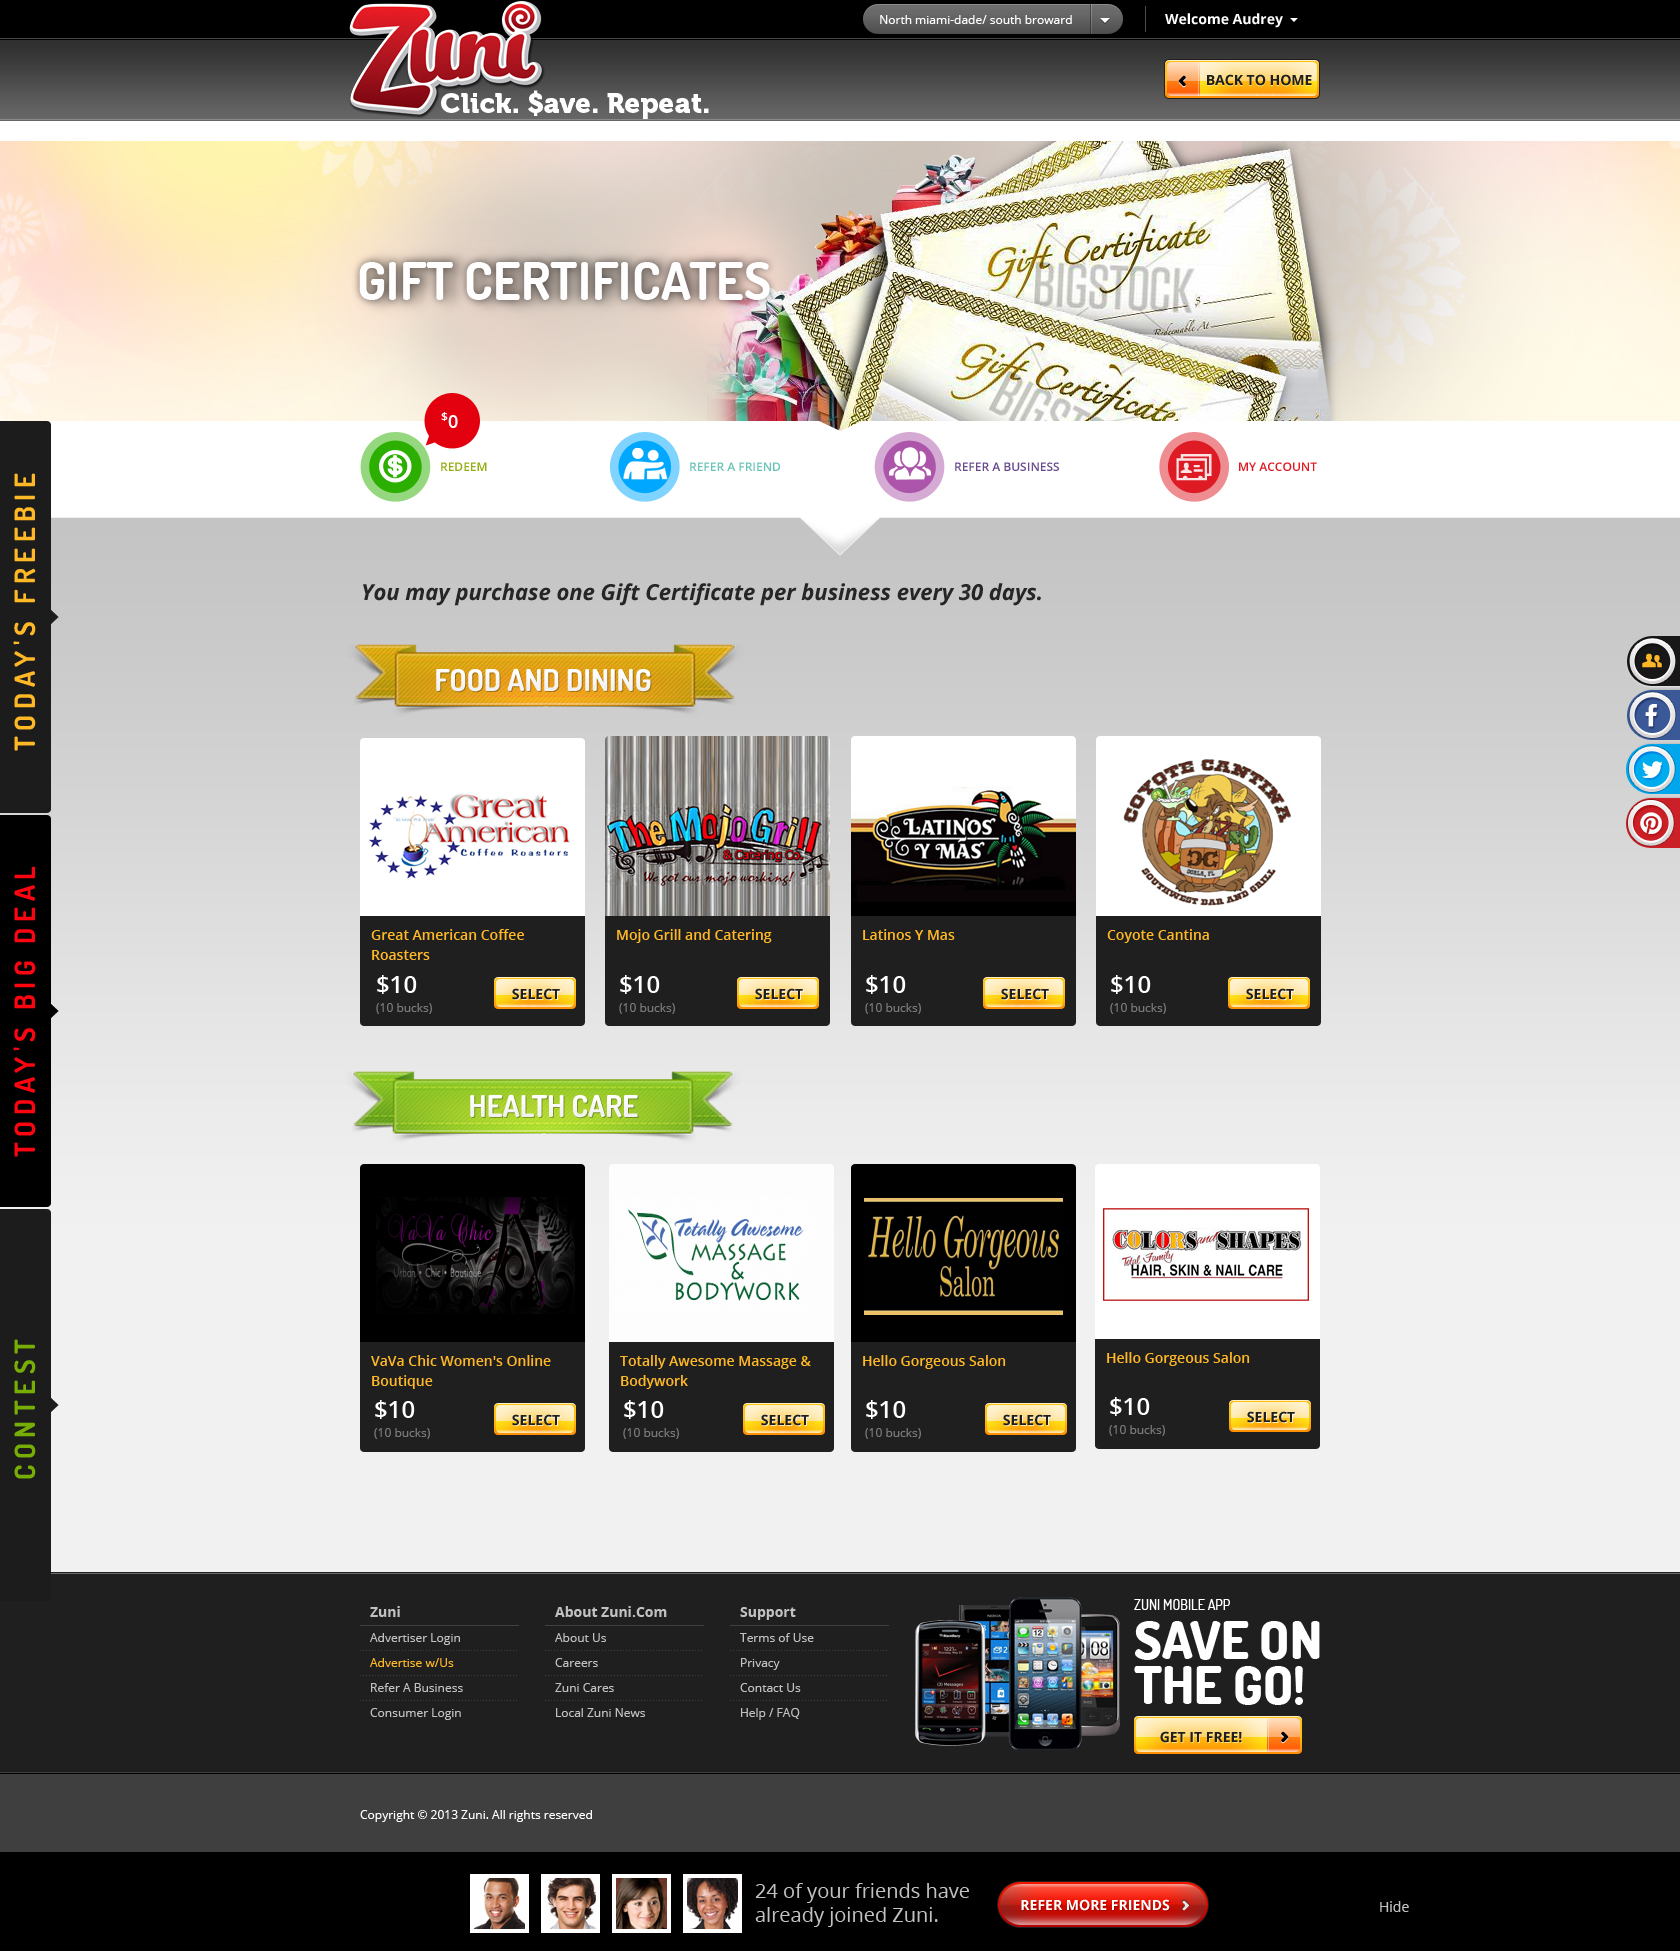 Zuni
Click. $ave. Repeat.
North miami-dade/ south broward
Welcome Audrey
BACK TO HOME
GIFT CERTIFICATES
Gift Certificate
BIGSTOCK
$
Redeemable At
Gift Certificate
BIGSTOCK
$0
REDEEM
REFER A FRIEND
REFER A BUSINESS
MY ACCOUNT
TODAY'S FREEBIE
TODAY'S BIG DEAL
CONTEST
You may purchase one Gift Certificate per business every 30 days.
FOOD AND DINING
Great
American
Coffee Roasters
The Mojo Grill
& Catering Co.
We got our mojo working!
LATINOS
Y MÁS
COYOTE CANTINA
CC
OCALA, FL
SOUTHWEST BAR AND GRILL
Great American Coffee
Roasters
$10
(10 bucks)
SELECT
Mojo Grill and Catering
$10
(10 bucks)
SELECT
Latinos Y Mas
$10
(10 bucks)
SELECT
Coyote Cantina
$10
(10 bucks)
SELECT
HEALTH CARE
VaVa Chic
Urban • Chic • Boutique
Totally Awesome
MASSAGE
&
BODYWORK
Hello Gorgeous
Salon
COLORS and SHAPES
Total Family
HAIR, SKIN & NAIL CARE
VaVa Chic Women's Online
Boutique
$10
(10 bucks)
SELECT
Totally Awesome Massage &
Bodywork
$10
(10 bucks)
SELECT
Hello Gorgeous Salon
$10
(10 bucks)
SELECT
Hello Gorgeous Salon
$10
(10 bucks)
SELECT
Zuni
Advertiser Login
Advertise w/Us
Refer A Business
Consumer Login
About Zuni.Com
About Us
Careers
Zuni Cares
Local Zuni News
Support
Terms of Use
Privacy
Contact Us
Help / FAQ
ZUNI MOBILE APP
SAVE ON
THE GO!
GET IT FREE!
Copyright © 2013 Zuni. All rights reserved
24 of your friends have
already joined Zuni.
REFER MORE FRIENDS
Hide